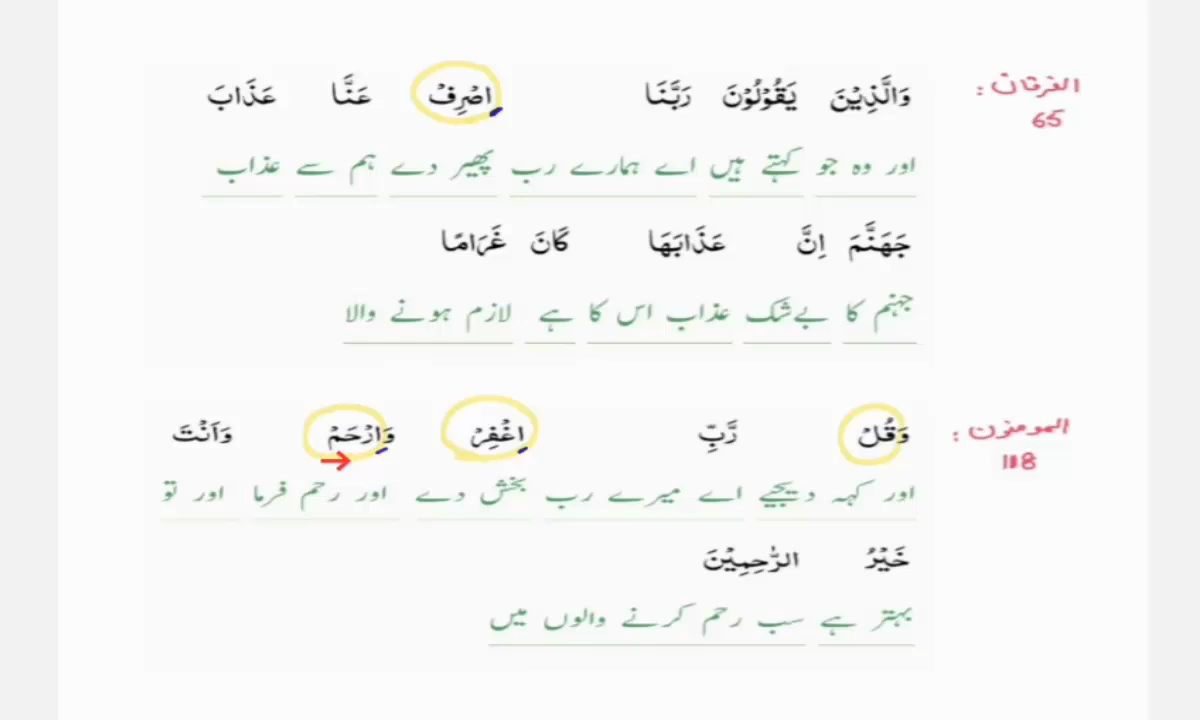 الفرقان :
65
وَالَّذِيْنَ يَقُوْلُوْنَ رَبَّنَا اصْرِفْ عَنَّا عَذَابَ
اور وہ جو کہتے ہیں اے ہمارے رب پھیر دے ہم سے عذاب
جَهَنَّمَ اِنَّ عَذَابَهَا كَانَ غَرَامًا
جہنم کا بےشک عذاب اس کا ہے لازم ہونے والا
المومنون :
118
وَقُلْ رَّبِّ اغْفِرْ وَارْحَمْ وَاَنْتَ
اور کہہ دیجیے اے میرے رب بخش دے اور رحم فرما اور تو
خَيْرُ الرّٰحِمِيْنَ
بہتر ہے سب رحم کرنے والوں میں